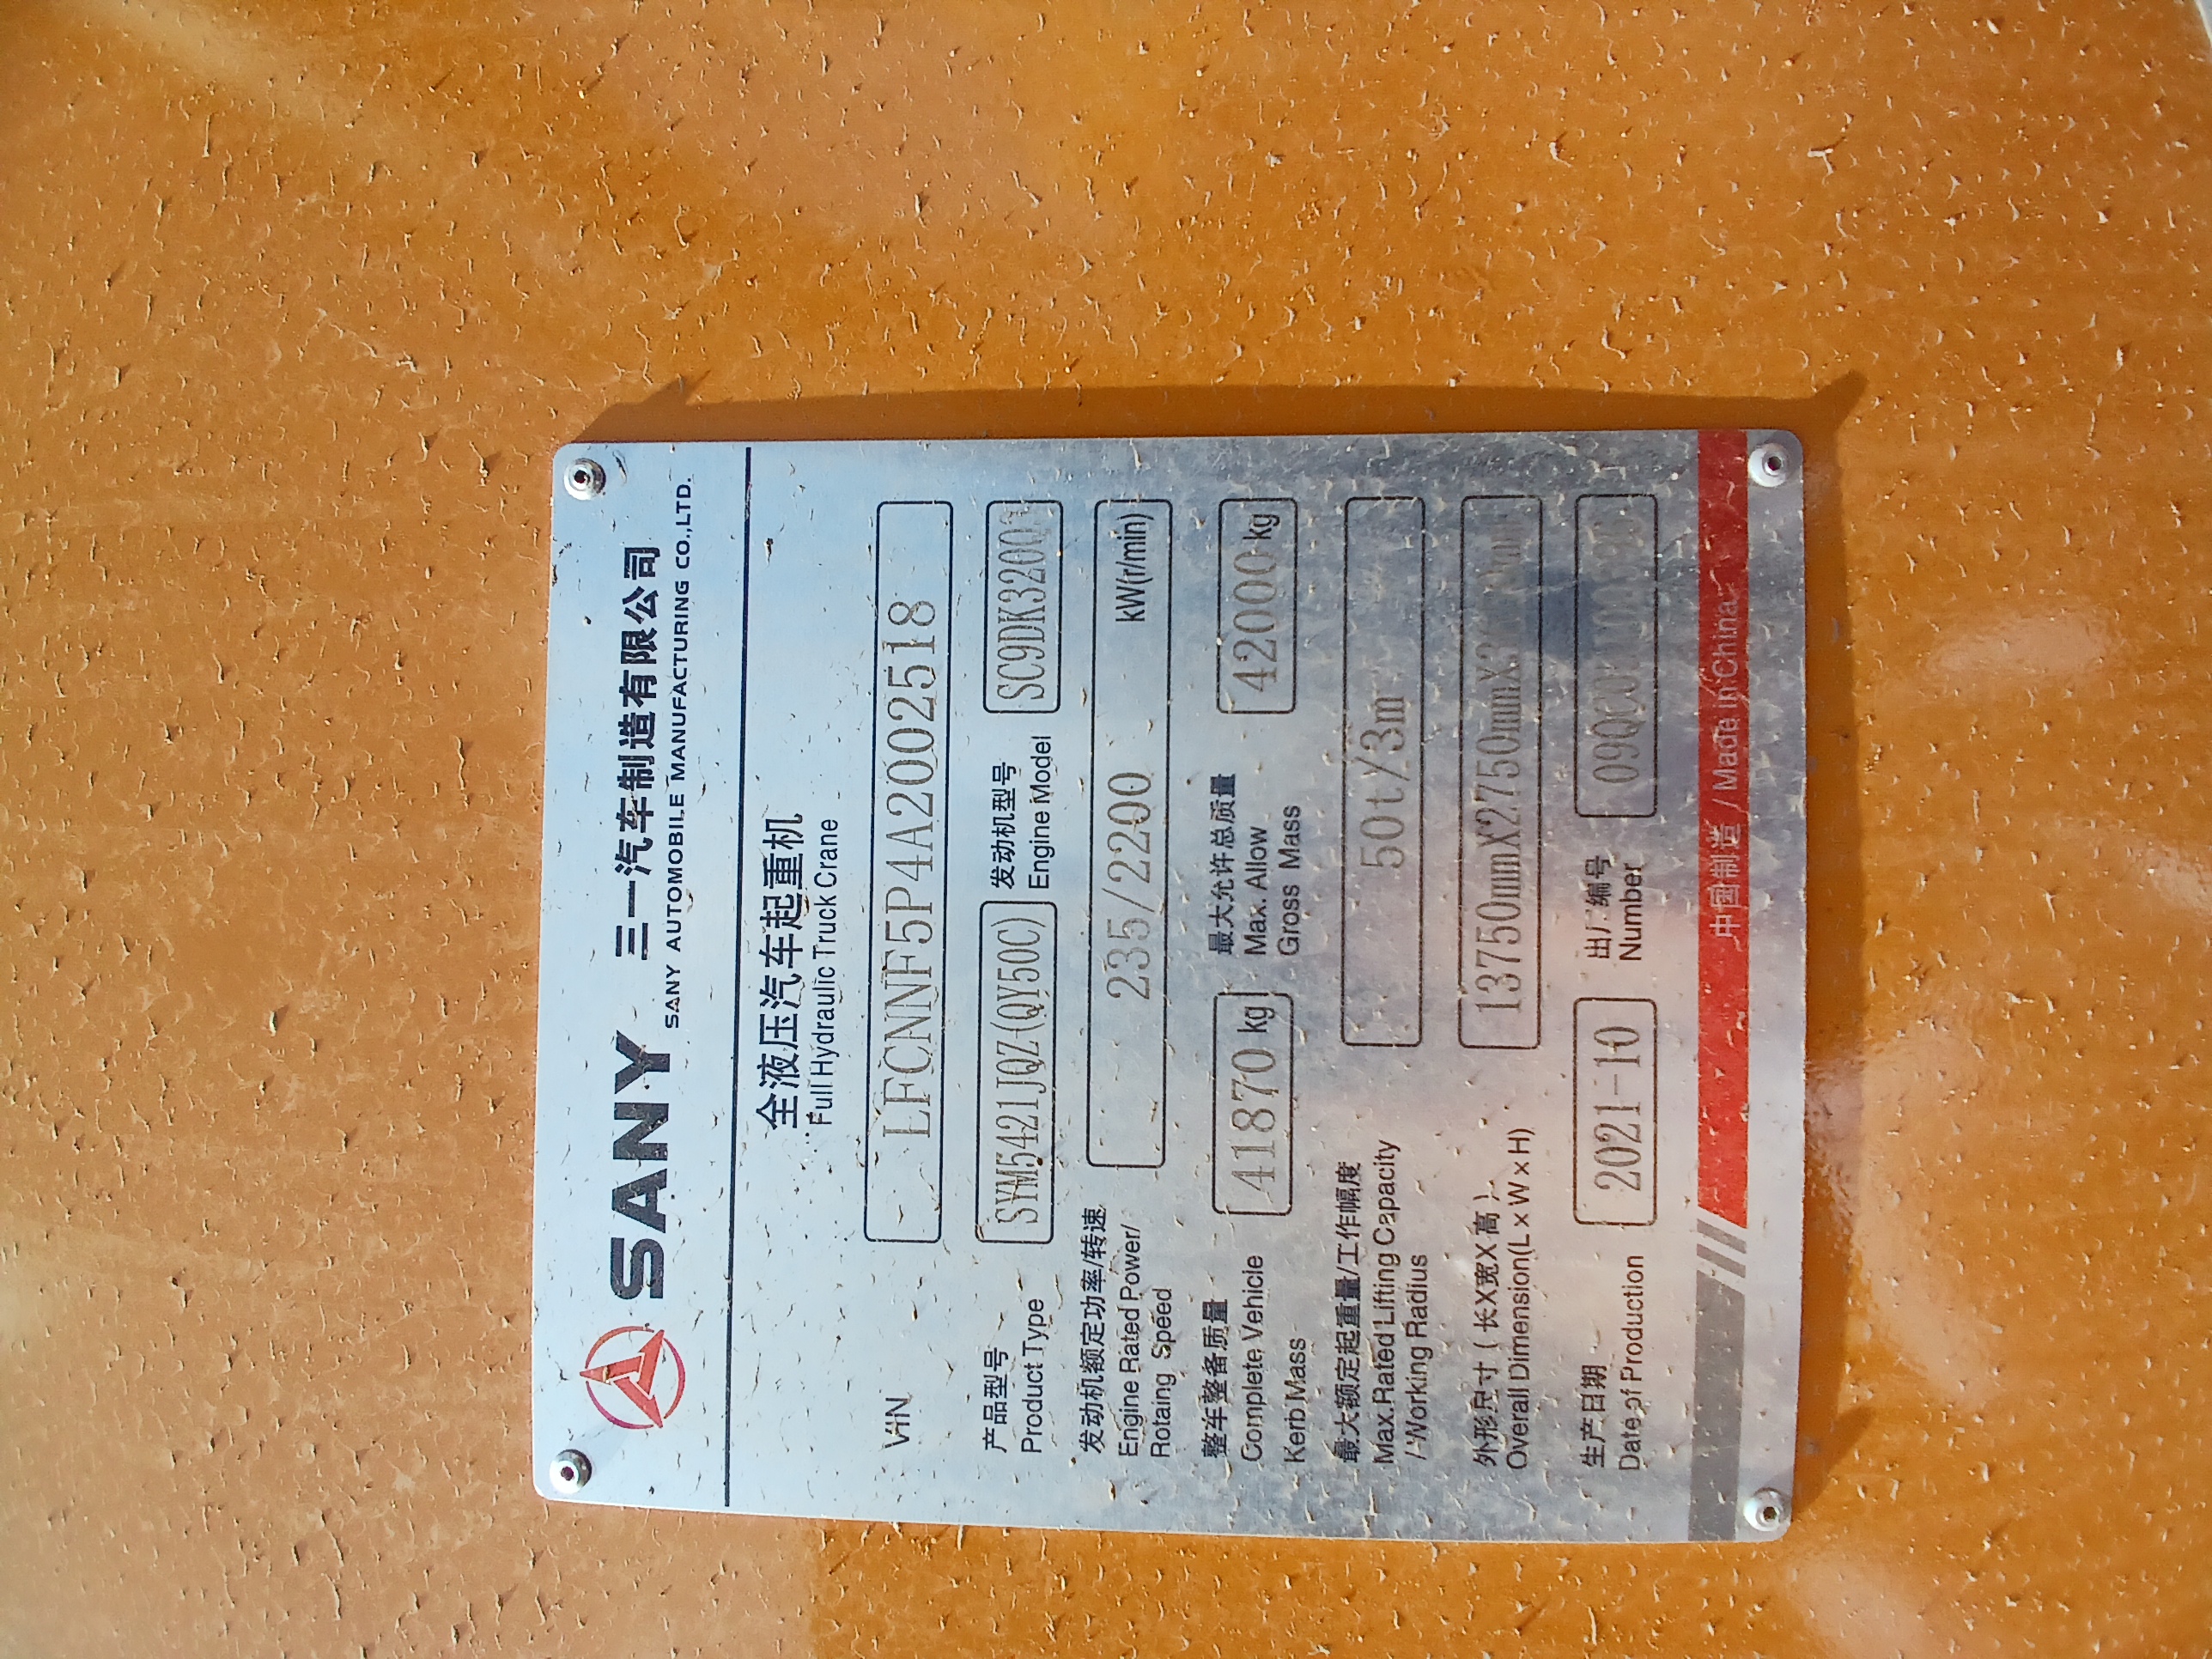 SANY 三一汽车制造有限公司
SANY AUTOMOBILE MANUFACTURING CO.,LTD.
全液压汽车起重机
Full Hydraulic Truck Crane
VIN LFCNNF5P4A2002518
产品型号 SYM5421JQZ(QY50C) 发动机型号
Product Type Engine Model
发动机额定功率/转速 235/2200 kW(r/min)
Engine Rated Power/
Rotaing Speed
整车整备质量 41870 kg 最大允许总质量 42000 kg
Complete Vehicle Max. Allow
Kerb Mass Gross Mass
最大额定起重量/工作幅度 50t/3m
Max.Rated Lifting Capacity
/ Working Radius
外形尺寸（长X宽X高） 13750mmX2750mmX
Overall Dimension(L x W x H)
生产日期 2021-10 出厂编号
Date of Production Number
中国制造 / Made in China